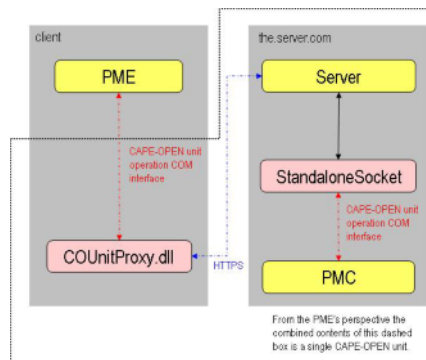 client
PME
CAPE-OPEN unit
operation COM
interface
COUnitProxy.dll
HTTPS
the.server.com
Server
StandaloneSocket
CAPE-OPEN unit
operation COM
interface
PMC
From the PME's perspective the
combined contents of this dashed
box is a single CAPE-OPEN unit.